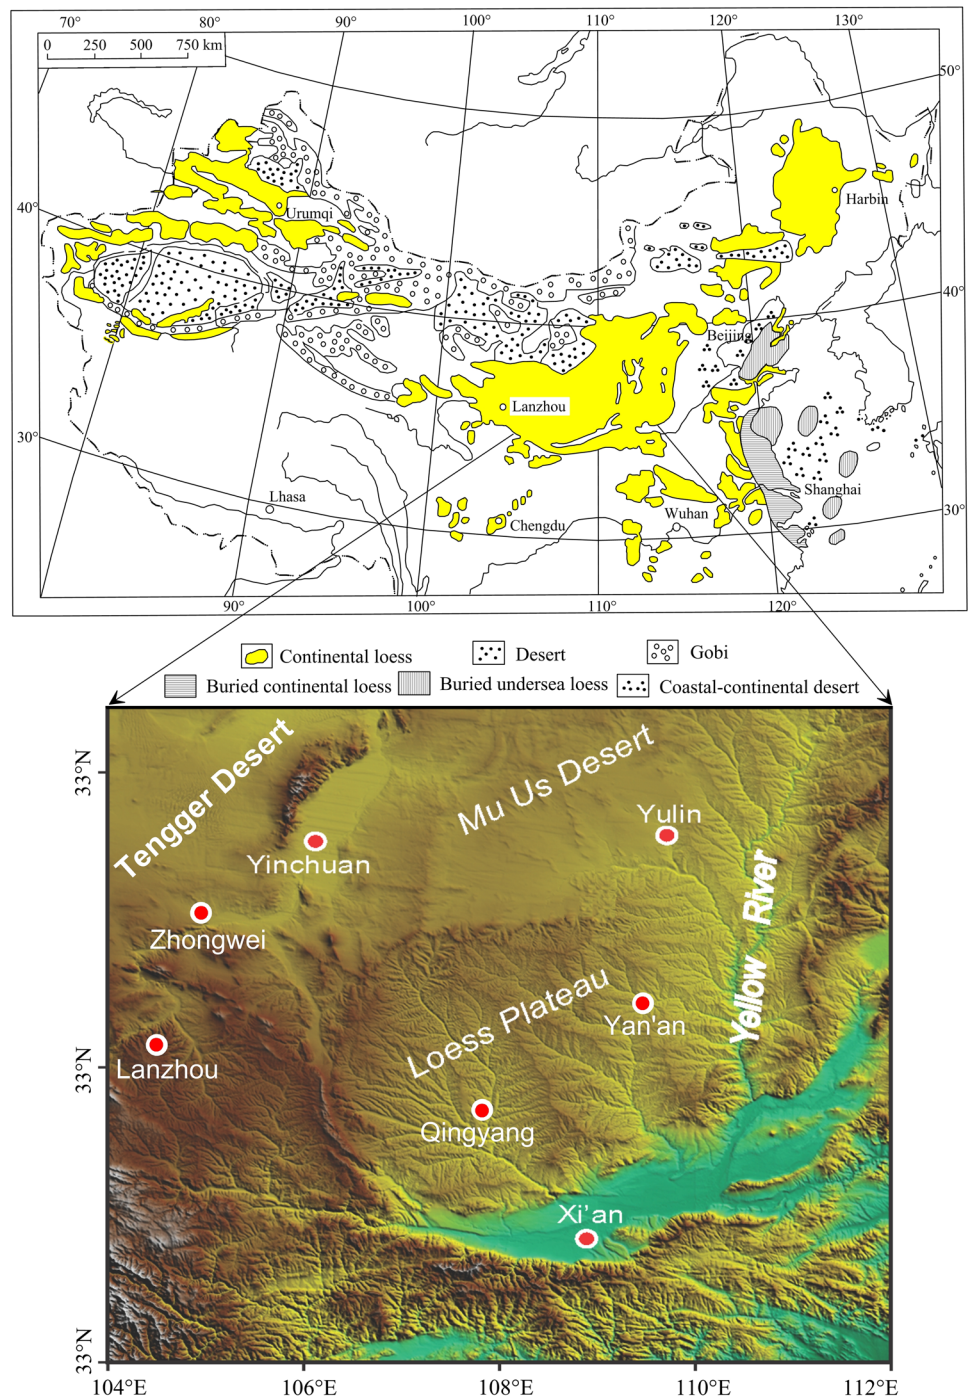 70° 80° 90° 100° 110° 120° 130°
0 250 500 750 km
50°
40°
Urumqi
Harbin
40°
Beijing
Lanzhou
30°
Lhasa
Chengdu
Wuhan
Shanghai
30°
90° 100° 110° 120°
Continental loess
Desert
Gobi
Buried continental loess
Buried undersea loess
Coastal-continental desert
33°N
Tengger Desert
Mu Us Desert
Yulin
Yinchuan
Zhongwei
Yellow River
Loess Plateau
Yan'an
33°N
Lanzhou
Qingyang
Xi'an
33°N
104°E 106°E 108°E 110°E 112°E